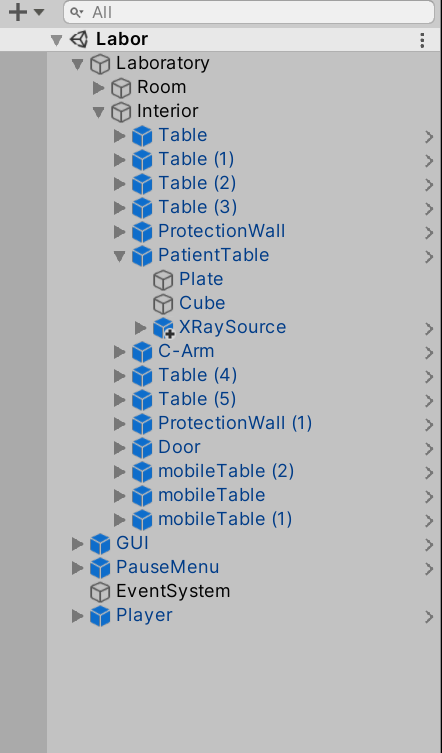 All
Labor
Laboratory
Room
Interior
Table
Table (1)
Table (2)
Table (3)
ProtectionWall
PatientTable
Plate
Cube
XRaySource
C-Arm
Table (4)
Table (5)
ProtectionWall (1)
Door
mobileTable (2)
mobileTable
mobileTable (1)
GUI
PauseMenu
EventSystem
Player